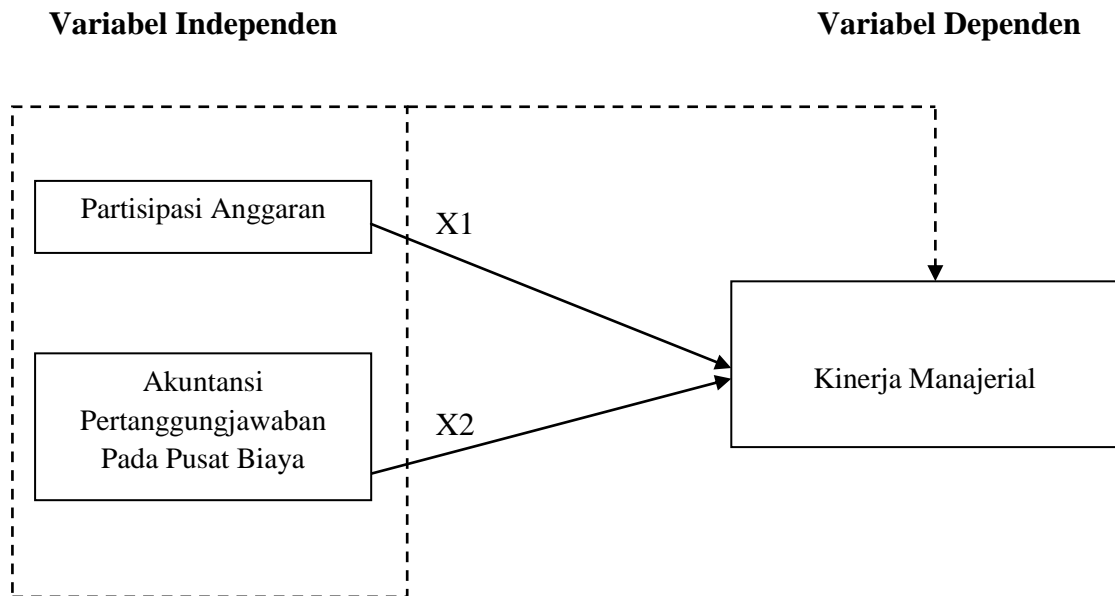 Variabel Independen
Variabel Dependen
Partisipasi Anggaran
X1
Akuntansi
Pertanggungjawaban
Pada Pusat Biaya
X2
Kinerja Manajerial